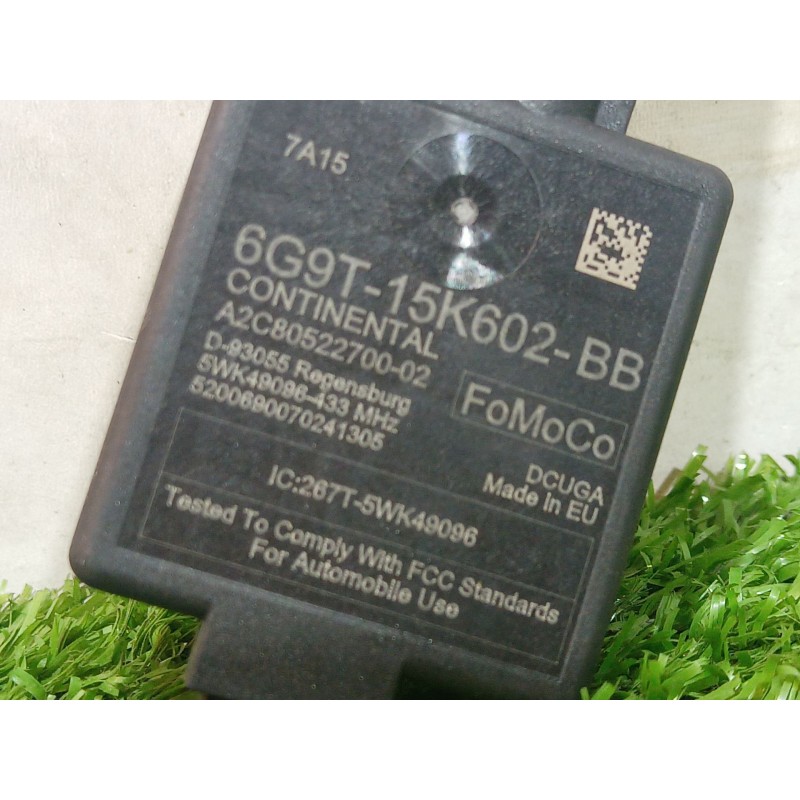 7A15
6G9T-15K602-BB
CONTINENTAL
A2C80522700-02
D-93055 Regensburg
5WK49096-433 MHz
5200690070241305
FoMoCo
DCUGA
Made in EU
IC:267T-5WK49096
Tested To Comply With FCC Standards
For Automobile Use